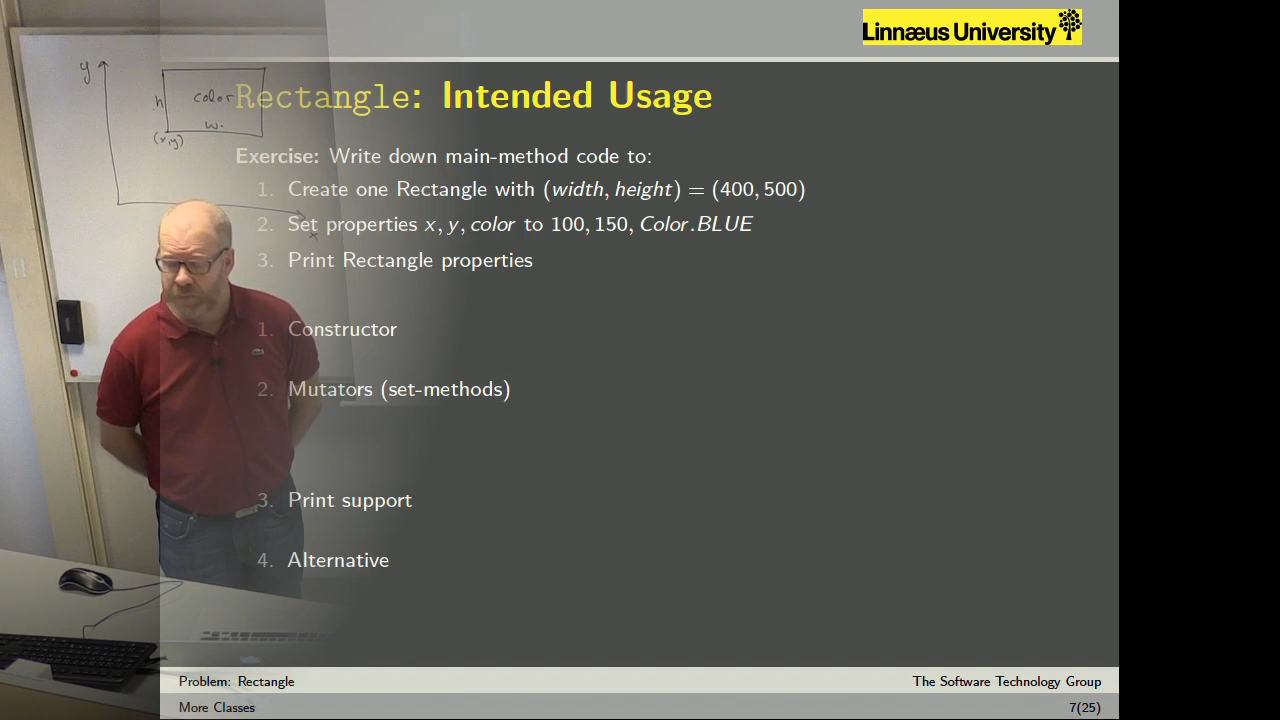 Linnæus University
y
h
color
w.
(x,y)
x
Rectangle: Intended Usage
Exercise: Write down main-method code to:
1. Create one Rectangle with (width, height) = (400, 500)
2. Set properties x, y, color to 100, 150, Color.BLUE
3. Print Rectangle properties
1. Constructor
2. Mutators (set-methods)
3. Print support
4. Alternative
Problem: Rectangle
The Software Technology Group
More Classes
7(25)